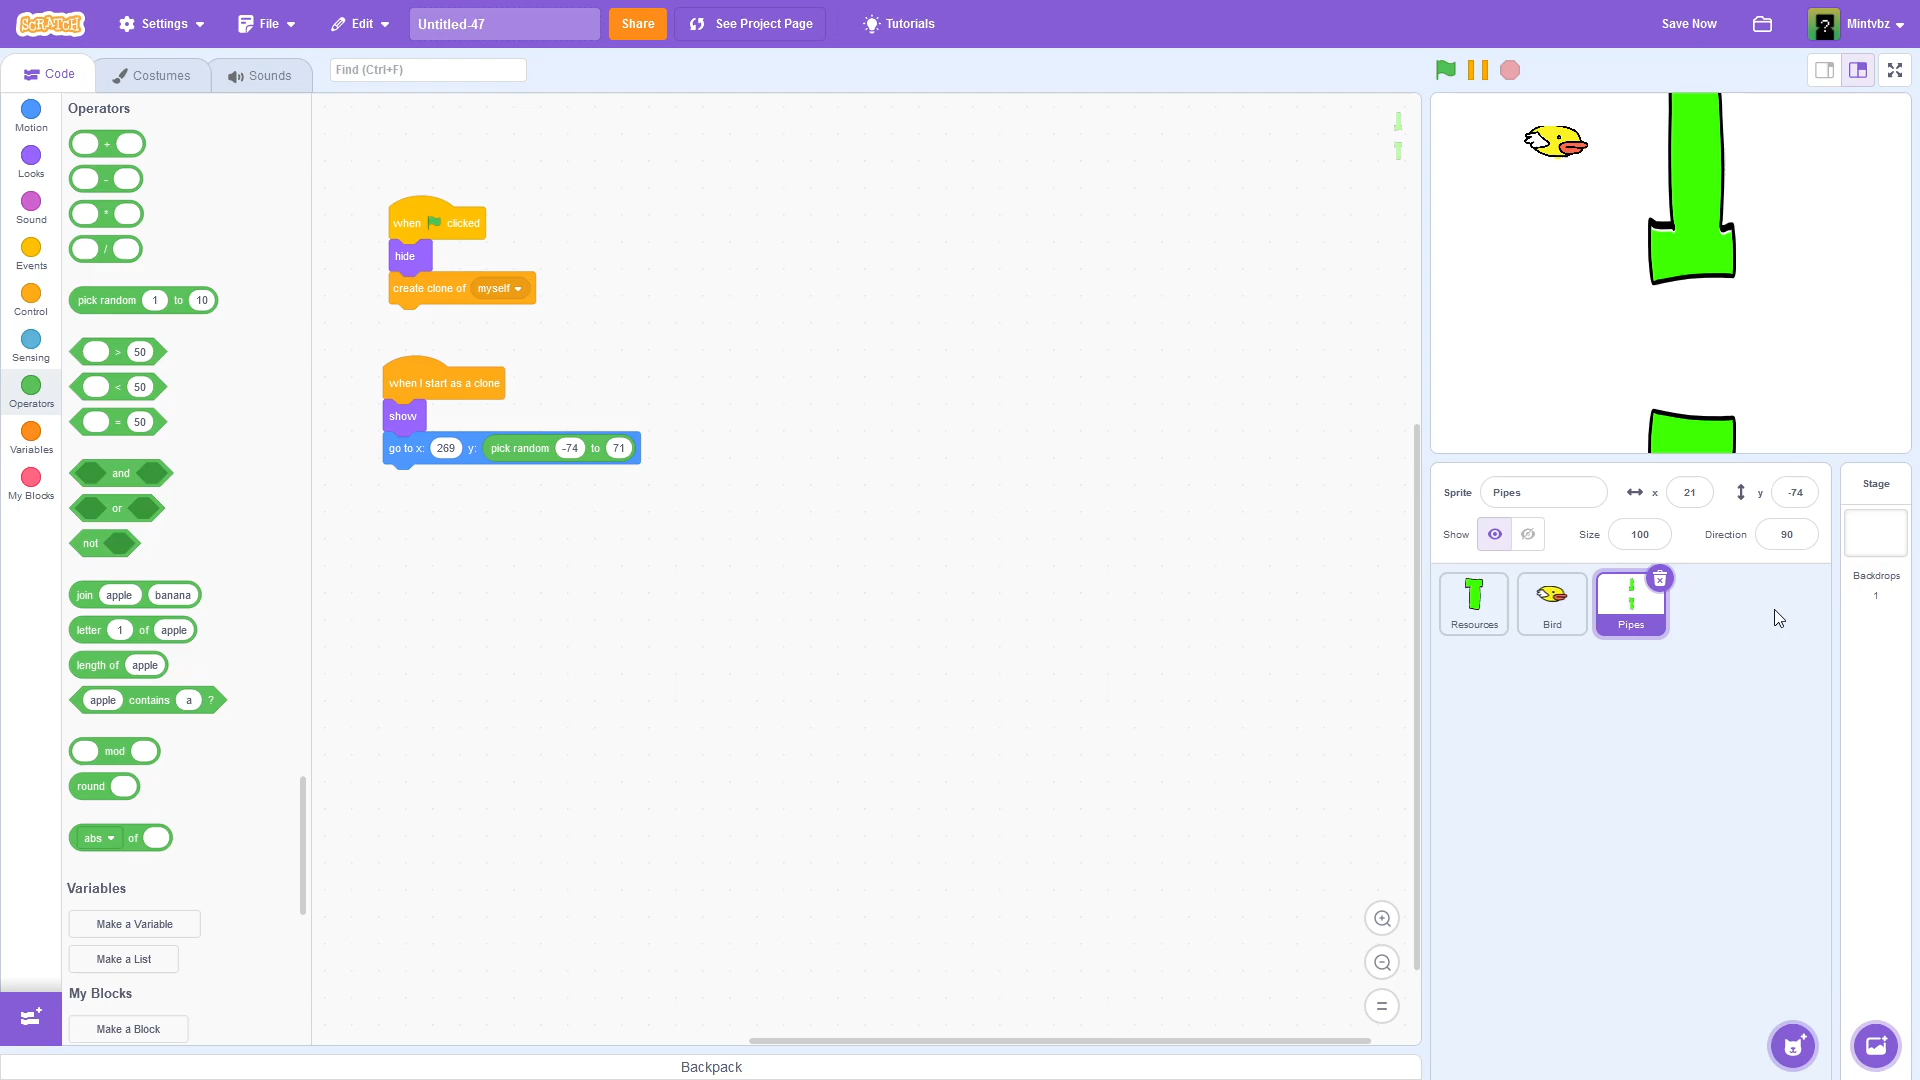 SCRATCH Settings File Edit Untitled-47 Share See Project Page Tutorials Save Now ? Mintvbz
Code Costumes Sounds Find (Ctrl+F)
Motion
Looks
Sound
Events
Control
Sensing
Operators
Variables
My Blocks
Operators
+
-
*
/
pick random 1 to 10
> 50
< 50
= 50
and
or
not
join apple banana
letter 1 of apple
length of apple
apple contains a ?
mod
round
abs of
Variables
Make a Variable
Make a List
My Blocks
Make a Block
when clicked
hide
create clone of myself
when I start as a clone
show
go to x: 269 y: pick random -74 to 71
Sprite Pipes x 21 y -74
Show Size 100 Direction 90
Resources Bird Pipes
Stage
Backdrops
1
Backpack